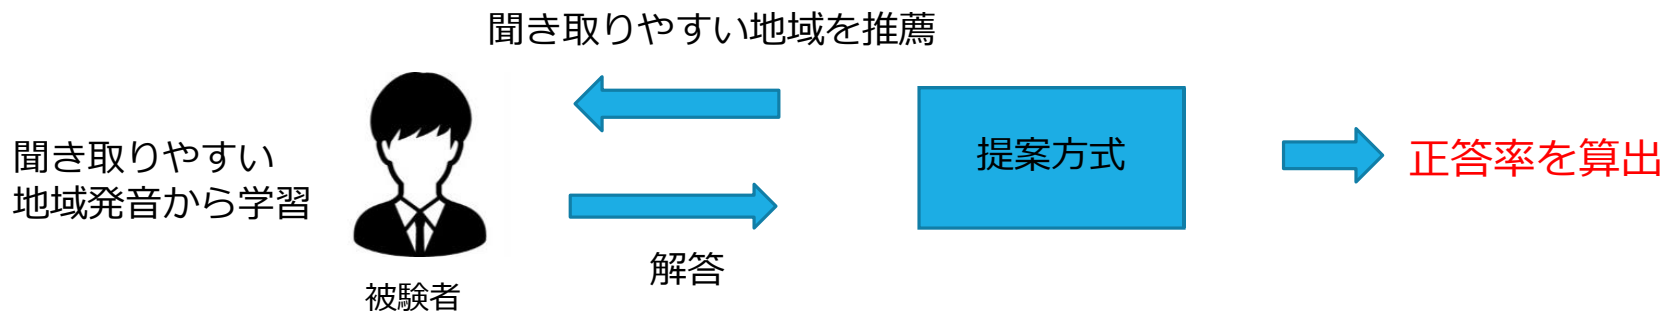 聞き取りやすい地域を推薦
聞き取りやすい
地域発音から学習
提案方式
正答率を算出
解答
被験者